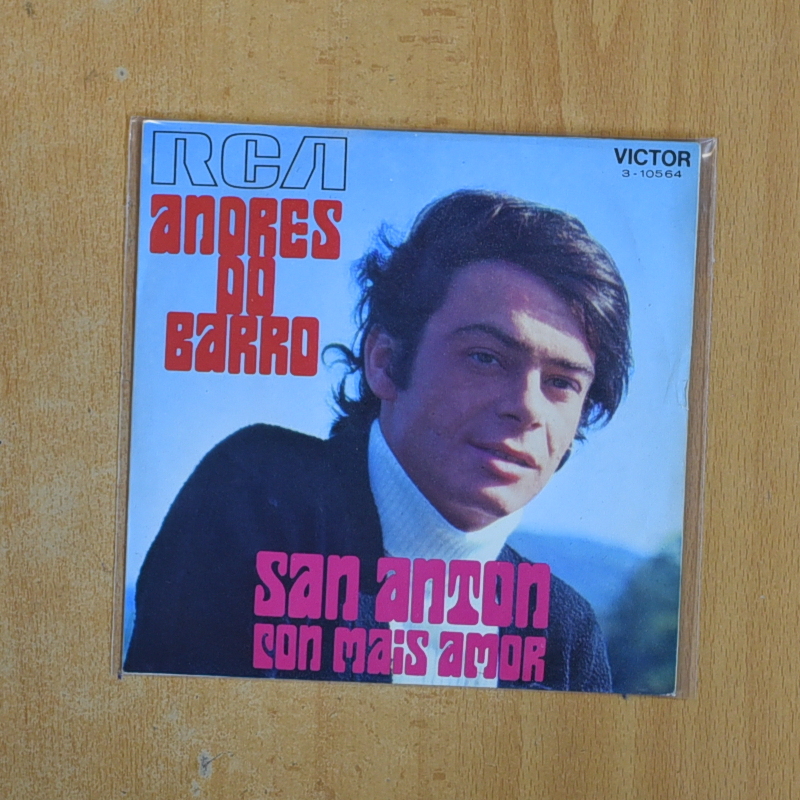 RCA
VICTOR
3-10564
ANDRES
DO
BARRO
SAN ANTON
CON MAIS AMOR